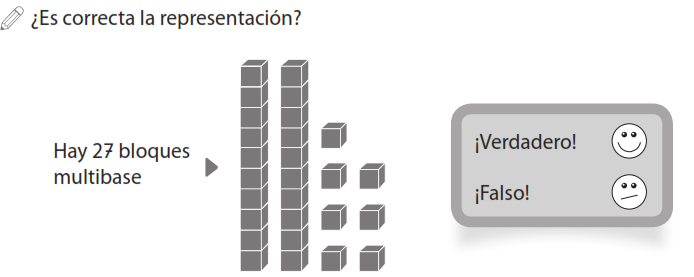 ¿Es correcta la representación?
Hay 27 bloques
multibase
¡Verdadero!
¡Falso!